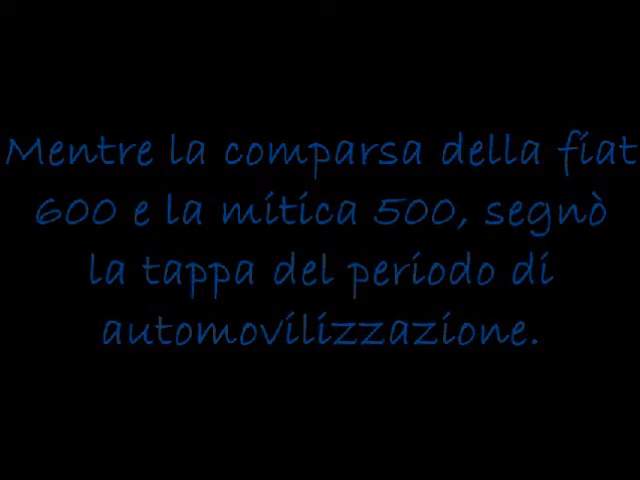 Mentre la comparsa della fiat
600 e la mitica 500, segnò
la tappa del periodo di
automovilizzazione.